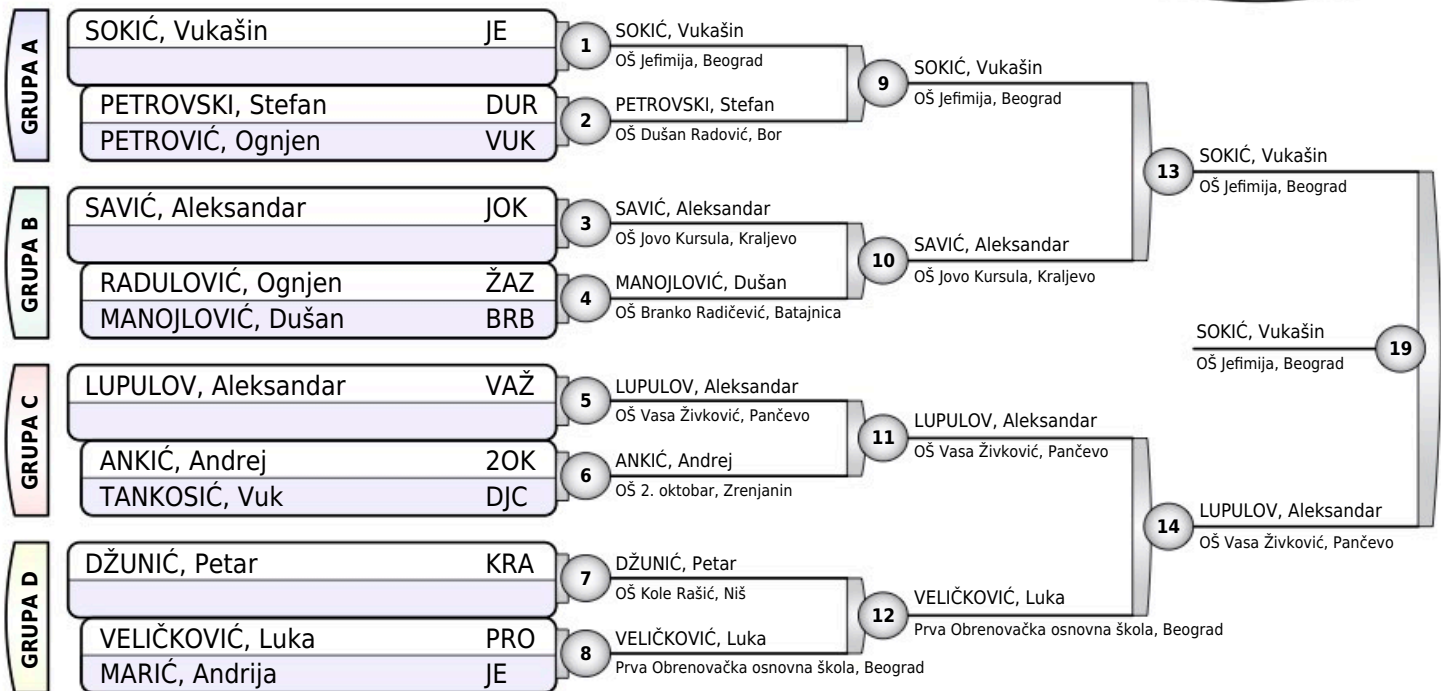 GRUPA A
SOKIĆ, Vukašin JE
PETROVSKI, Stefan DUR
PETROVIĆ, Ognjen VUK
GRUPA B
SAVIĆ, Aleksandar JOK
RADULOVIĆ, Ognjen ŽAZ
MANOJLOVIĆ, Dušan BRB
GRUPA C
LUPULOV, Aleksandar VAŽ
ANKIĆ, Andrej 2OK
TANKOSIĆ, Vuk DJC
GRUPA D
DŽUNIĆ, Petar KRA
VELIČKOVIĆ, Luka PRO
MARIĆ, Andrija JE
1 SOKIĆ, Vukašin
OŠ Jefimija, Beograd
2 PETROVSKI, Stefan
OŠ Dušan Radović, Bor
3 SAVIĆ, Aleksandar
OŠ Jovo Kursula, Kraljevo
4 MANOJLOVIĆ, Dušan
OŠ Branko Radičević, Batajnica
5 LUPULOV, Aleksandar
OŠ Vasa Živković, Pančevo
6 ANKIĆ, Andrej
OŠ 2. oktobar, Zrenjanin
7 DŽUNIĆ, Petar
OŠ Kole Rašić, Niš
8 VELIČKOVIĆ, Luka
Prva Obrenovačka osnovna škola, Beograd
9 SOKIĆ, Vukašin
OŠ Jefimija, Beograd
10 SAVIĆ, Aleksandar
OŠ Jovo Kursula, Kraljevo
11 LUPULOV, Aleksandar
OŠ Vasa Živković, Pančevo
12 VELIČKOVIĆ, Luka
Prva Obrenovačka osnovna škola, Beograd
13 SOKIĆ, Vukašin
OŠ Jefimija, Beograd
14 LUPULOV, Aleksandar
OŠ Vasa Živković, Pančevo
SOKIĆ, Vukašin 19
OŠ Jefimija, Beograd